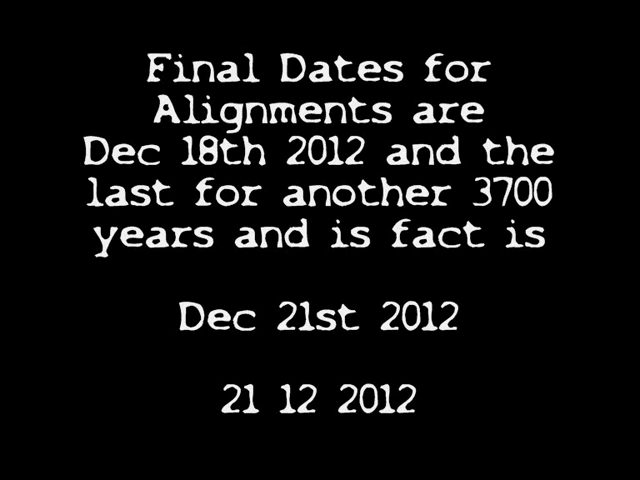 Final Dates for
Alignments are
Dec 18th 2012 and the
last for another 3700
years and is fact is
Dec 21st 2012
21 12 2012